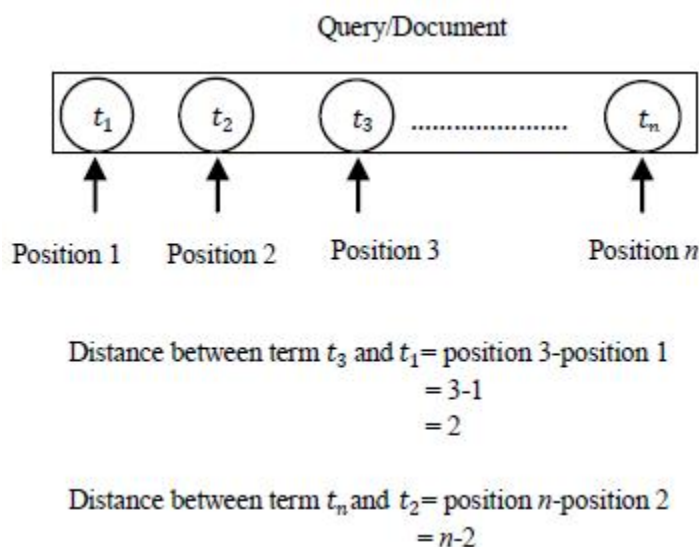 Query/Document
t₁ t₂ t₃ ...................... tₙ
Position 1 Position 2 Position 3 Position n
Distance between term t₃ and t₁= position 3-position 1
= 3-1
= 2
Distance between term tₙ and t₂= position n-position 2
= n-2